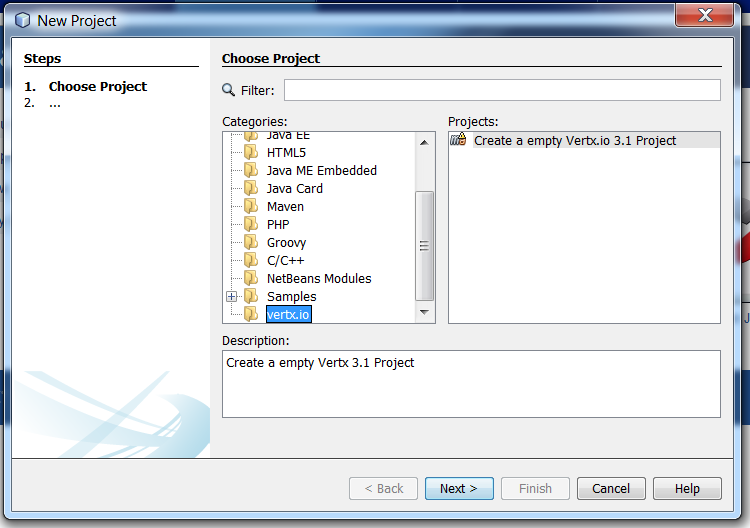 New Project
Steps
1. Choose Project
2. ...
Choose Project
Filter:
Categories:
Java EE
HTML5
Java ME Embedded
Java Card
Maven
PHP
Groovy
C/C++
NetBeans Modules
Samples
vertx.io
Projects:
Create a empty Vertx.io 3.1 Project
Description:
Create a empty Vertx 3.1 Project
< Back
Next >
Finish
Cancel
Help